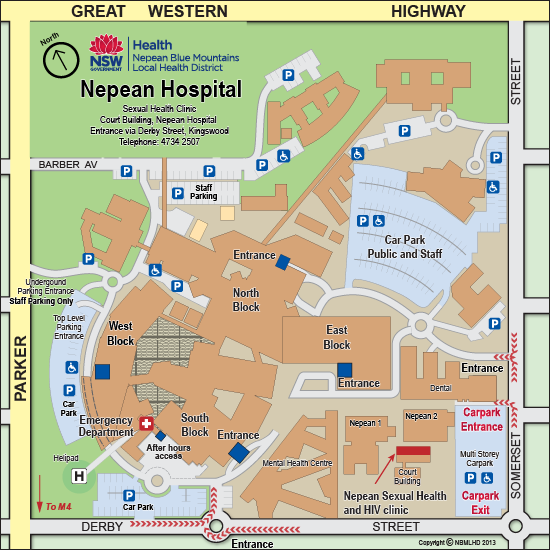 GREAT WESTERN HIGHWAY
North
NSW
GOVERNMENT
Health
Nepean Blue Mountains
Local Health District
Nepean Hospital
Sexual Health Clinic
Court Building, Nepean Hospital
Entrance via Derby Street, Kingswood
Telephone: 4734 2507
STREET
P
P
P
BARBER AV
P
P
P
P
Staff
Parking
P
Car Park
Public and Staff
Entrance
Undergound
Parking Entrance
Staff Parking Only
P
P
North
Block
Top Level
Parking
Entrance
West
Block
East
Block
P
Entrance
Entrance
PARKER
P
Car
Park
Dental
Emergency
Department
South
Block
After hours
access
Entrance
Nepean 1
Nepean 2
Carpark
Entrance
Helipad
H
Mental Health Centre
Court
Building
Multi Storey
Carpark
P
SOMERSET
Nepean Sexual Health
and HIV clinic
Carpark
Exit
P
Car Park
To M4
DERBY STREET
Entrance
Copyright © NBMLHD 2013